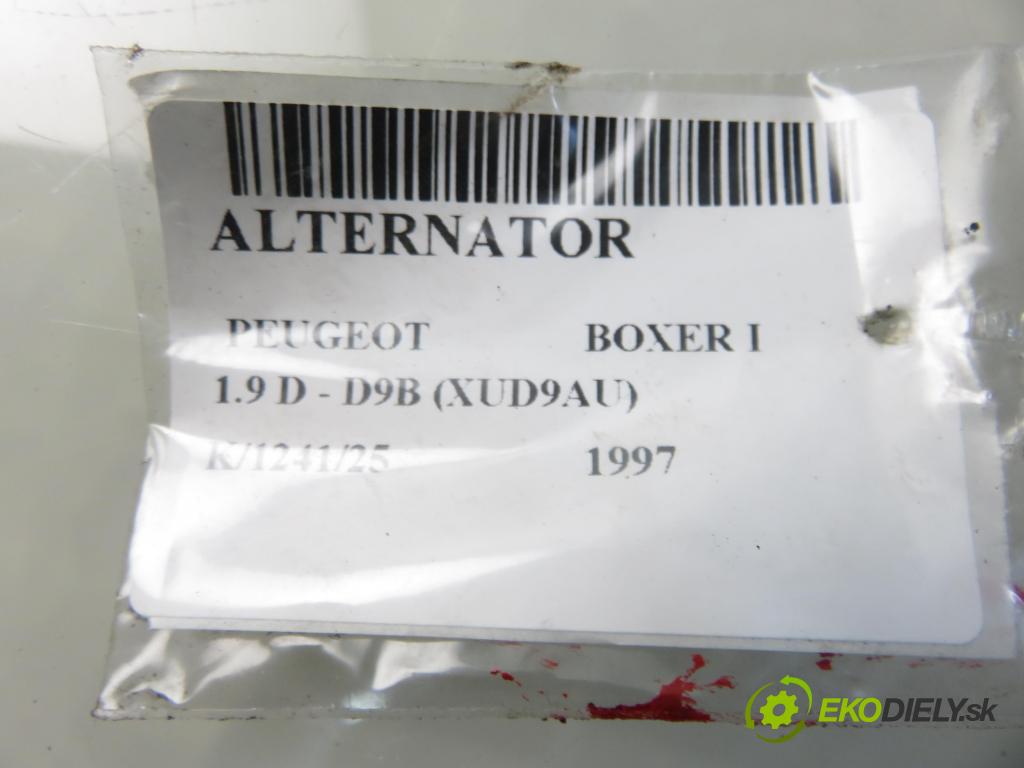 ALTERNATOR
PEUGEOT BOXER I
1.9 D - D9B (XUD9AU)
K/1241/25 1997
EKODIELY.sk